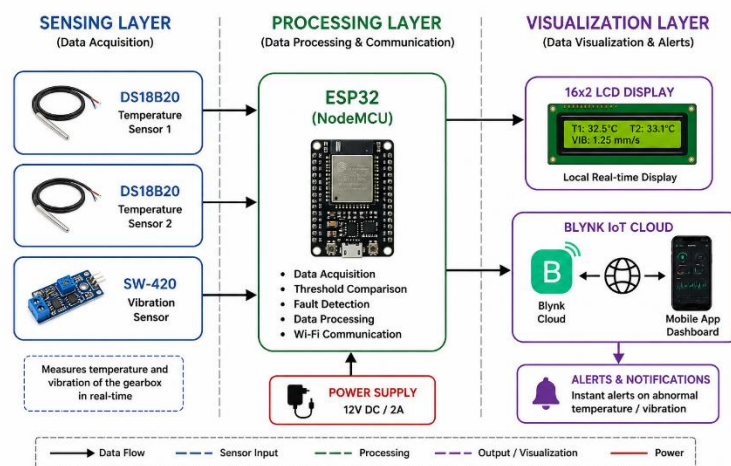 SENSING LAYER
(Data Acquisition)
DS18B20
Temperature
Sensor 1
DS18B20
Temperature
Sensor 2
SW-420
Vibration
Sensor
Measures temperature and
vibration of the gearbox
in real-time
PROCESSING LAYER
(Data Processing & Communication)
ESP32
(NodeMCU)
• Data Acquisition
• Threshold Comparison
• Fault Detection
• Data Processing
• Wi-Fi Communication
POWER SUPPLY
12V DC / 2A
VISUALIZATION LAYER
(Data Visualization & Alerts)
16x2 LCD DISPLAY
T1: 32.5°C T2: 33.1°C
VIB: 1.25 mm/s
Local Real-time Display
BLYNK IoT CLOUD
B
Blynk
Cloud
Mobile App
Dashboard
ALERTS & NOTIFICATIONS
Instant alerts on abnormal
temperature / vibration
Data Flow
Sensor Input
Processing
Output / Visualization
Power